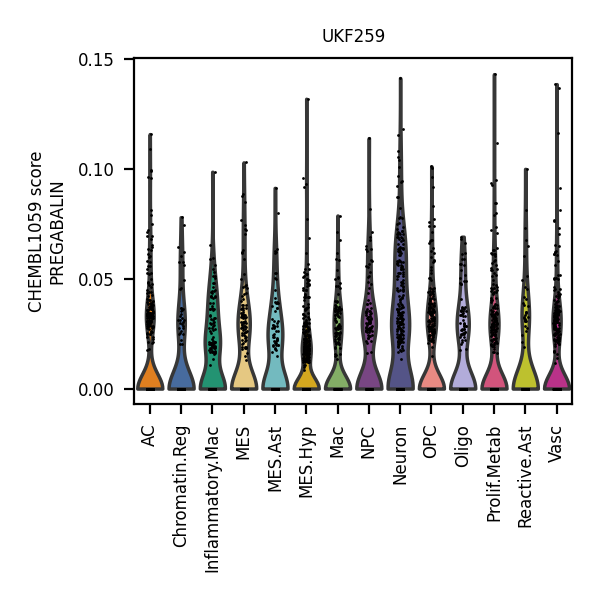 UKF259
CHEMBL1059 score
PREGABALIN
0.15
0.10
0.05
0.00
AC
Chromatin.Reg
Inflammatory.Mac
MES
MES.Ast
MES.Hyp
Mac
NPC
Neuron
OPC
Oligo
Prolif.Metab
Reactive.Ast
Vasc